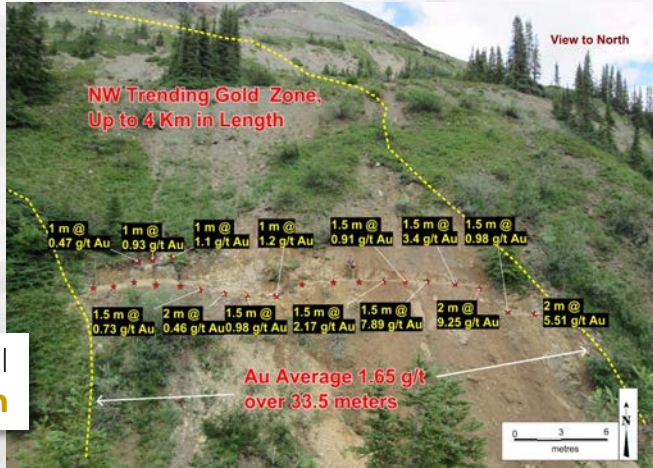 View to North
NW Trending Gold Zone,
Up to 4 Km in Length
1 m @
0.47 g/t Au
1 m @
0.93 g/t Au
1 m @
1.1 g/t Au
1 m @
1.2 g/t Au
1.5 m @
0.91 g/t Au
1.5 m @
3.4 g/t Au
1.5 m @
0.98 g/t Au
1.5 m @
0.73 g/t Au
2 m @
0.46 g/t Au
1.5 m @
0.98 g/t Au
1.5 m @
2.17 g/t Au
1.5 m @
7.89 g/t Au
2 m @
9.25 g/t Au
2 m @
5.51 g/t Au
Au Average 1.65 g/t
over 33.5 meters
N
0 3 6
metres